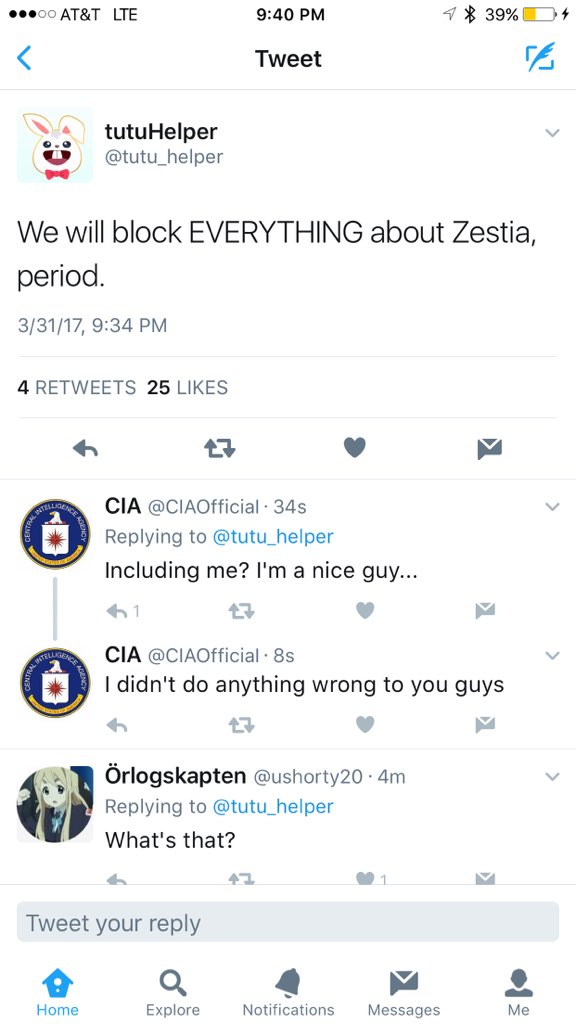 AT&T LTE 9:40 PM 39%
Tweet
tutuHelper
@tutu_helper
We will block EVERYTHING about Zestia,
period.
3/31/17, 9:34 PM
4 RETWEETS 25 LIKES
CIA @CIAOfficial · 34s
Replying to @tutu_helper
Including me? I'm a nice guy...
1
CIA @CIAOfficial · 8s
I didn't do anything wrong to you guys
Örlogskapten @ushorty20 · 4m
Replying to @tutu_helper
What's that?
1
Tweet your reply
Home Explore Notifications Messages Me